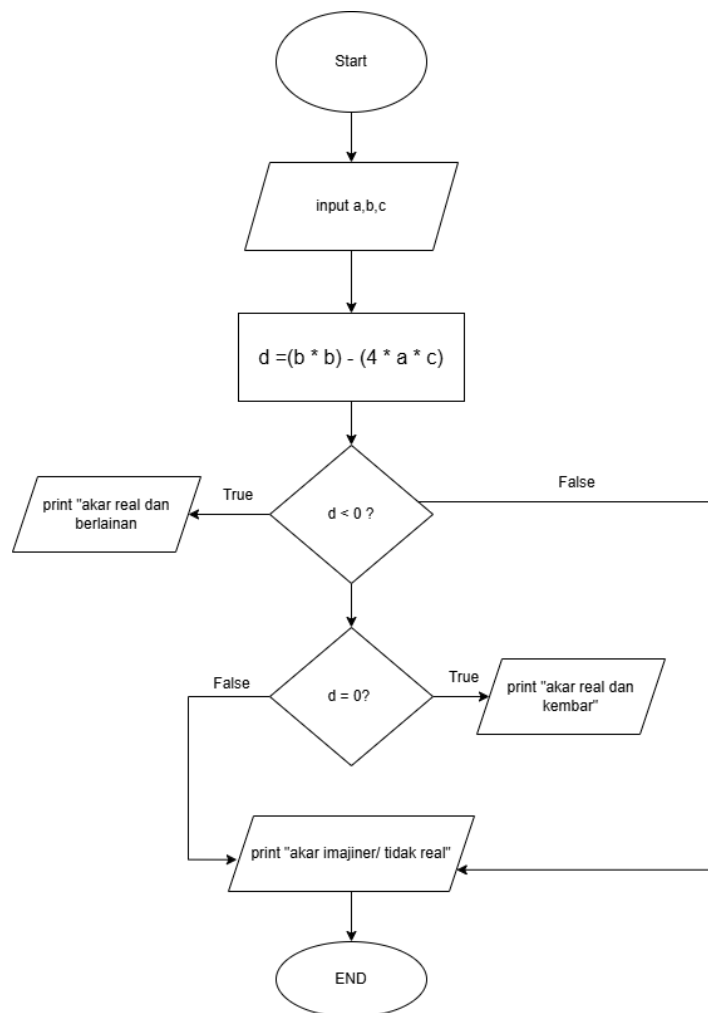 Start
input a,b,c
d =(b * b) - (4 * a * c)
False
True
print "akar real dan
berlainan
d < 0 ?
False
True
d = 0?
print "akar real dan
kembar"
print "akar imajiner/ tidak real"
END